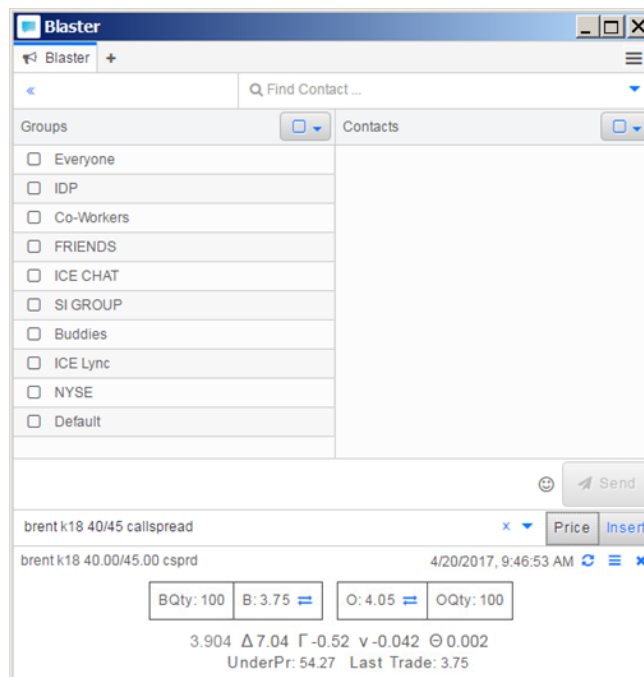 Blaster
Blaster +
« Find Contact ...
Groups Contacts
Everyone
IDP
Co-Workers
FRIENDS
ICE CHAT
SI GROUP
Buddies
ICE Lync
NYSE
Default
Send
brent k18 40/45 callspread x Price Insert
brent k18 40.00/45.00 csprd 4/20/2017, 9:46:53 AM
BQty: 100 B: 3.75 O: 4.05 OQty: 100
3.904 Δ 7.04 Γ -0.52 v -0.042 Θ 0.002
UnderPr: 54.27 Last Trade: 3.75